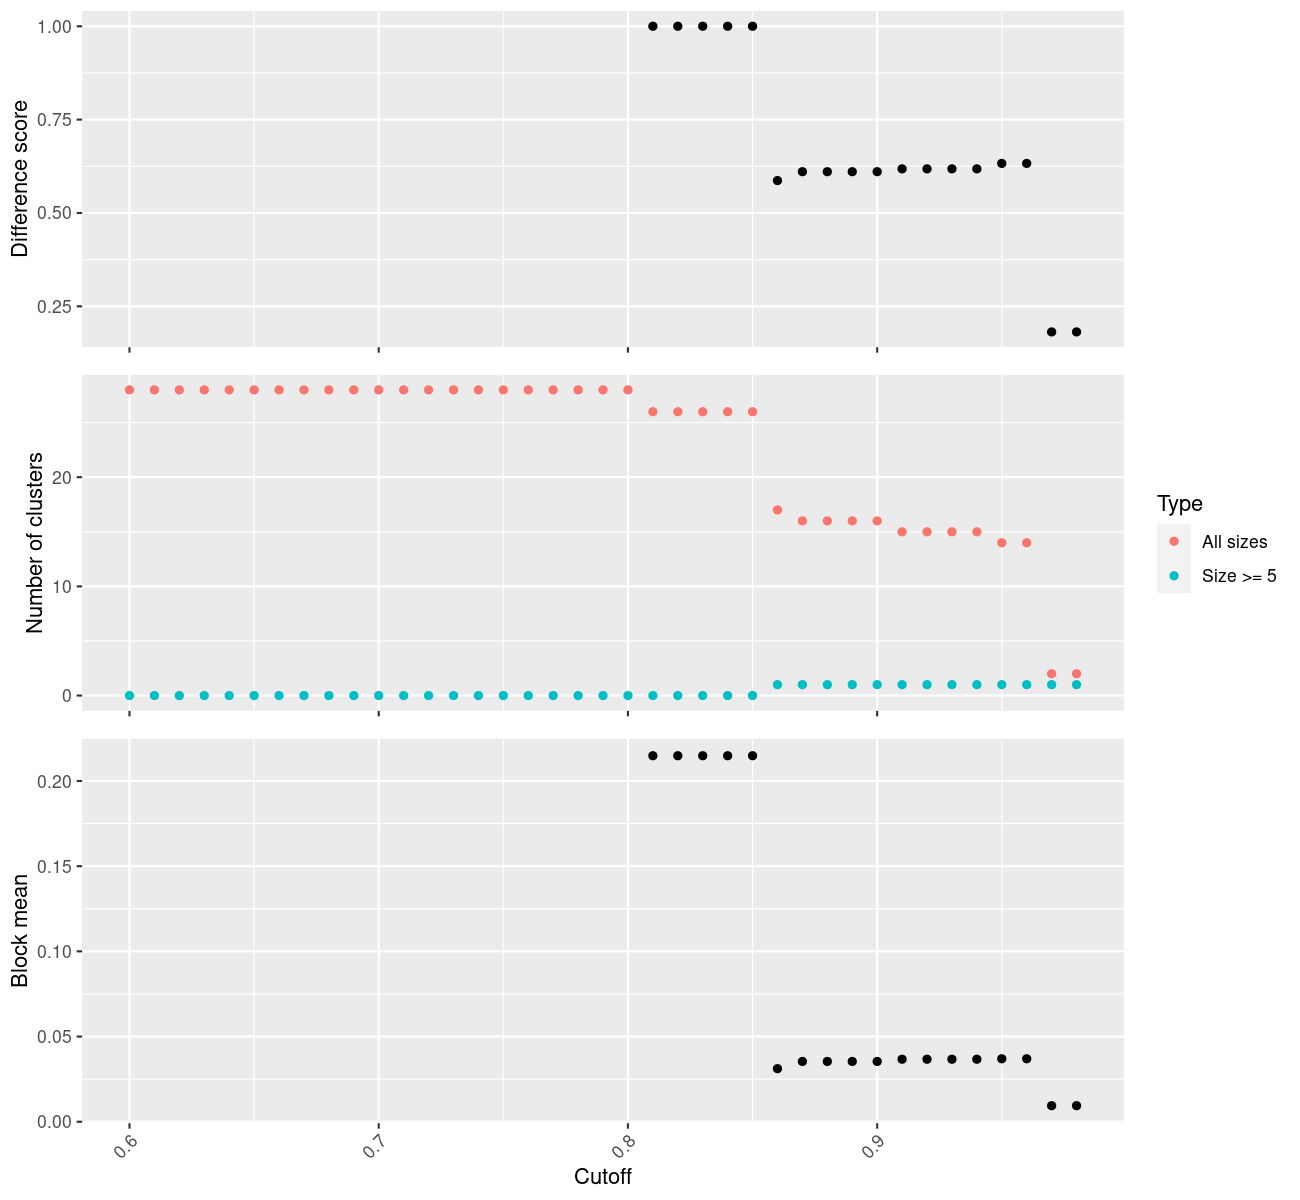 1.00
0.75
0.50
0.25
Difference score
20
10
0
Number of clusters
Type
All sizes
Size >= 5
0.20
0.15
0.10
0.05
0.00
Block mean
0.6 0.7 0.8 0.9
Cutoff